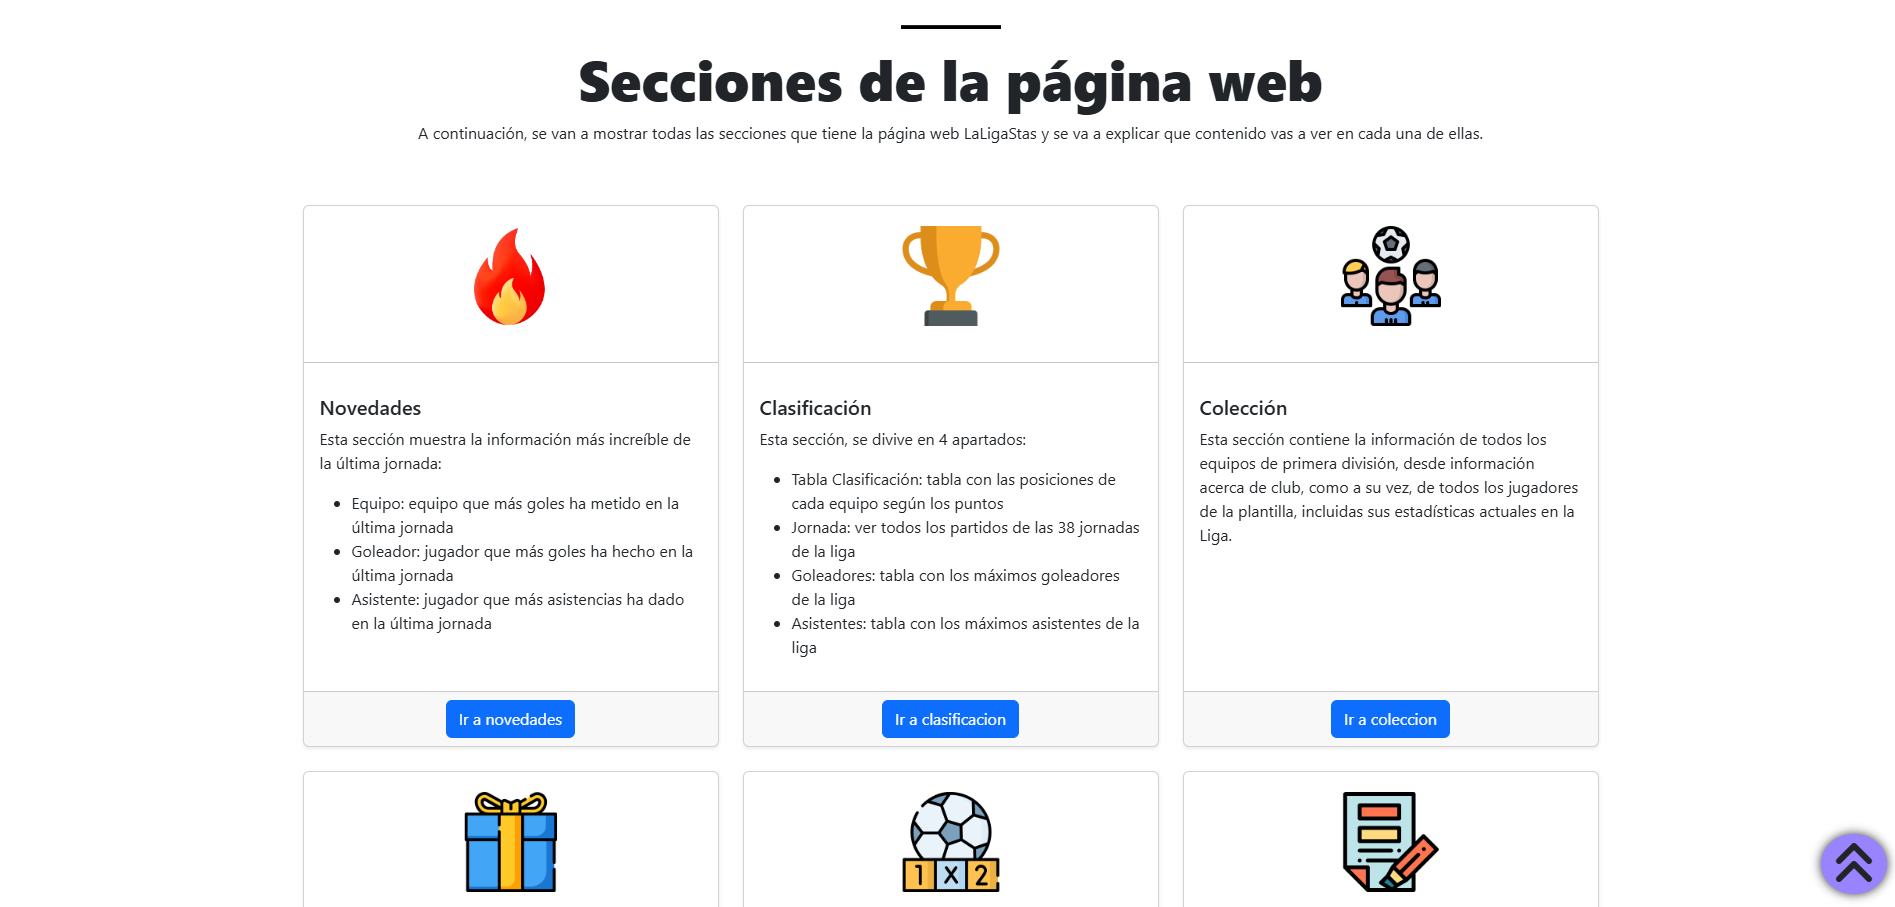 Secciones de la página web
A continuación, se van a mostrar todas las secciones que tiene la página web LaLigaStas y se va a explicar que contenido vas a ver en cada una de ellas.
Novedades
Esta sección muestra la información más increíble de
la última jornada:
Equipo: equipo que más goles ha metido en la
última jornada
Goleador: jugador que más goles ha hecho en la
última jornada
Asistente: jugador que más asistencias ha dado
en la última jornada
Ir a novedades
Clasificación
Esta sección, se divive en 4 apartados:
Tabla Clasificación: tabla con las posiciones de
cada equipo según los puntos
Jornada: ver todos los partidos de las 38 jornadas
de la liga
Goleadores: tabla con los máximos goleadores
de la liga
Asistentes: tabla con los máximos asistentes de la
liga
Ir a clasificacion
Colección
Esta sección contiene la información de todos los
equipos de primera división, desde información
acerca de club, como a su vez, de todos los jugadores
de la plantilla, incluidas sus estadísticas actuales en la
Liga.
Ir a coleccion
1 X 2